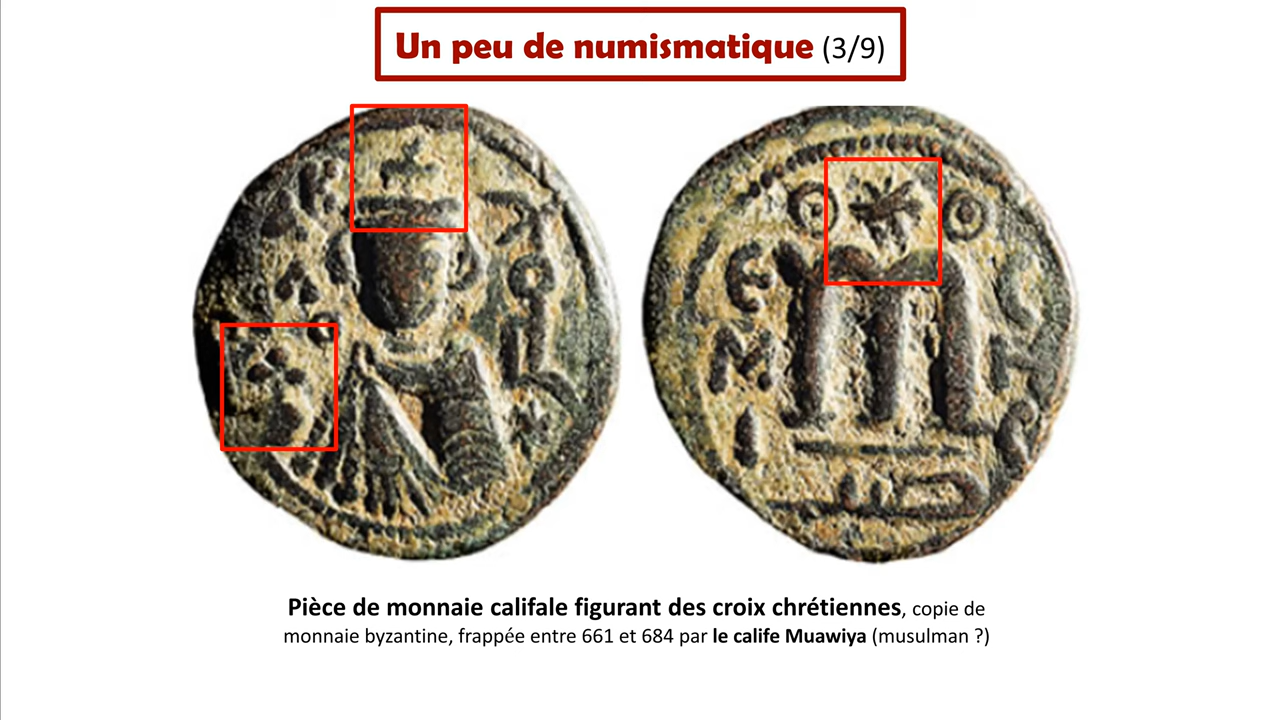 Un peu de numismatique (3/9)
Pièce de monnaie califale figurant des croix chrétiennes, copie de
monnaie byzantine, frappée entre 661 et 684 par le calife Muawiya (musulman ?)